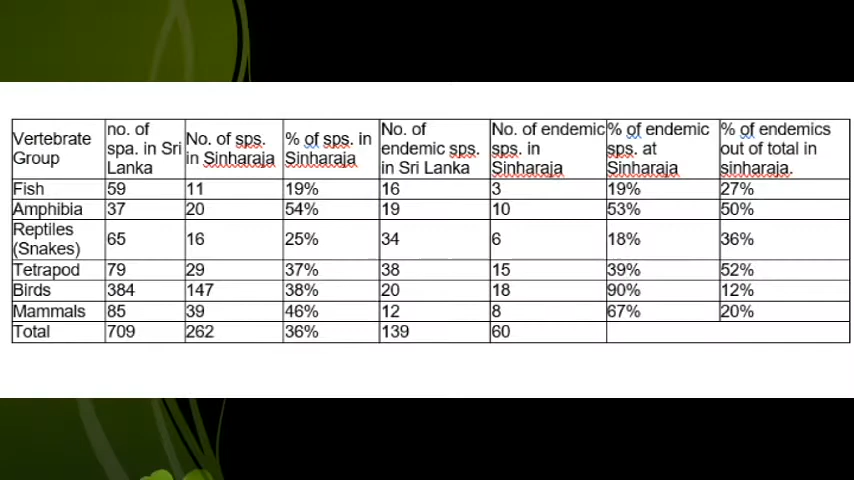 Vertebrate Group | no. of spa. in Sri Lanka | No. of sps. in Sinharaja | % of sps. in Sinharaja | No. of endemic sps. in Sri Lanka | No. of endemic sps. in Sinharaja | % of endemic sps. at Sinharaja | % of endemics out of total in sinharaja.
Fish | 59 | 11 | 19% | 16 | 3 | 19% | 27%
Amphibia | 37 | 20 | 54% | 19 | 10 | 53% | 50%
Reptiles (Snakes) | 65 | 16 | 25% | 34 | 6 | 18% | 36%
Tetrapod | 79 | 29 | 37% | 38 | 15 | 39% | 52%
Birds | 384 | 147 | 38% | 20 | 18 | 90% | 12%
Mammals | 85 | 39 | 46% | 12 | 8 | 67% | 20%
Total | 709 | 262 | 36% | 139 | 60